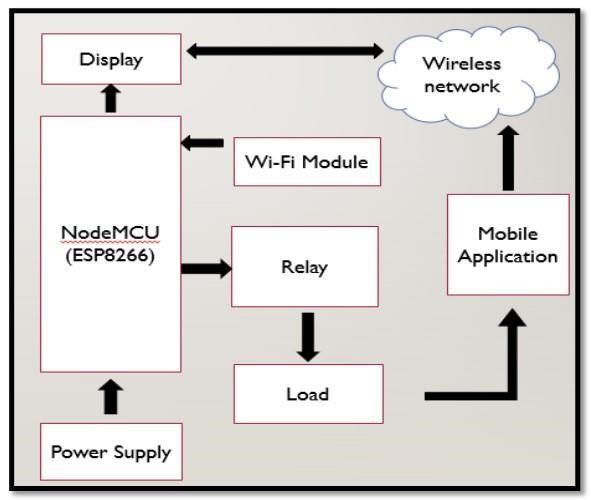 Display
Wireless
network
Wi-Fi Module
NodeMCU
(ESP8266)
Relay
Mobile
Application
Load
Power Supply